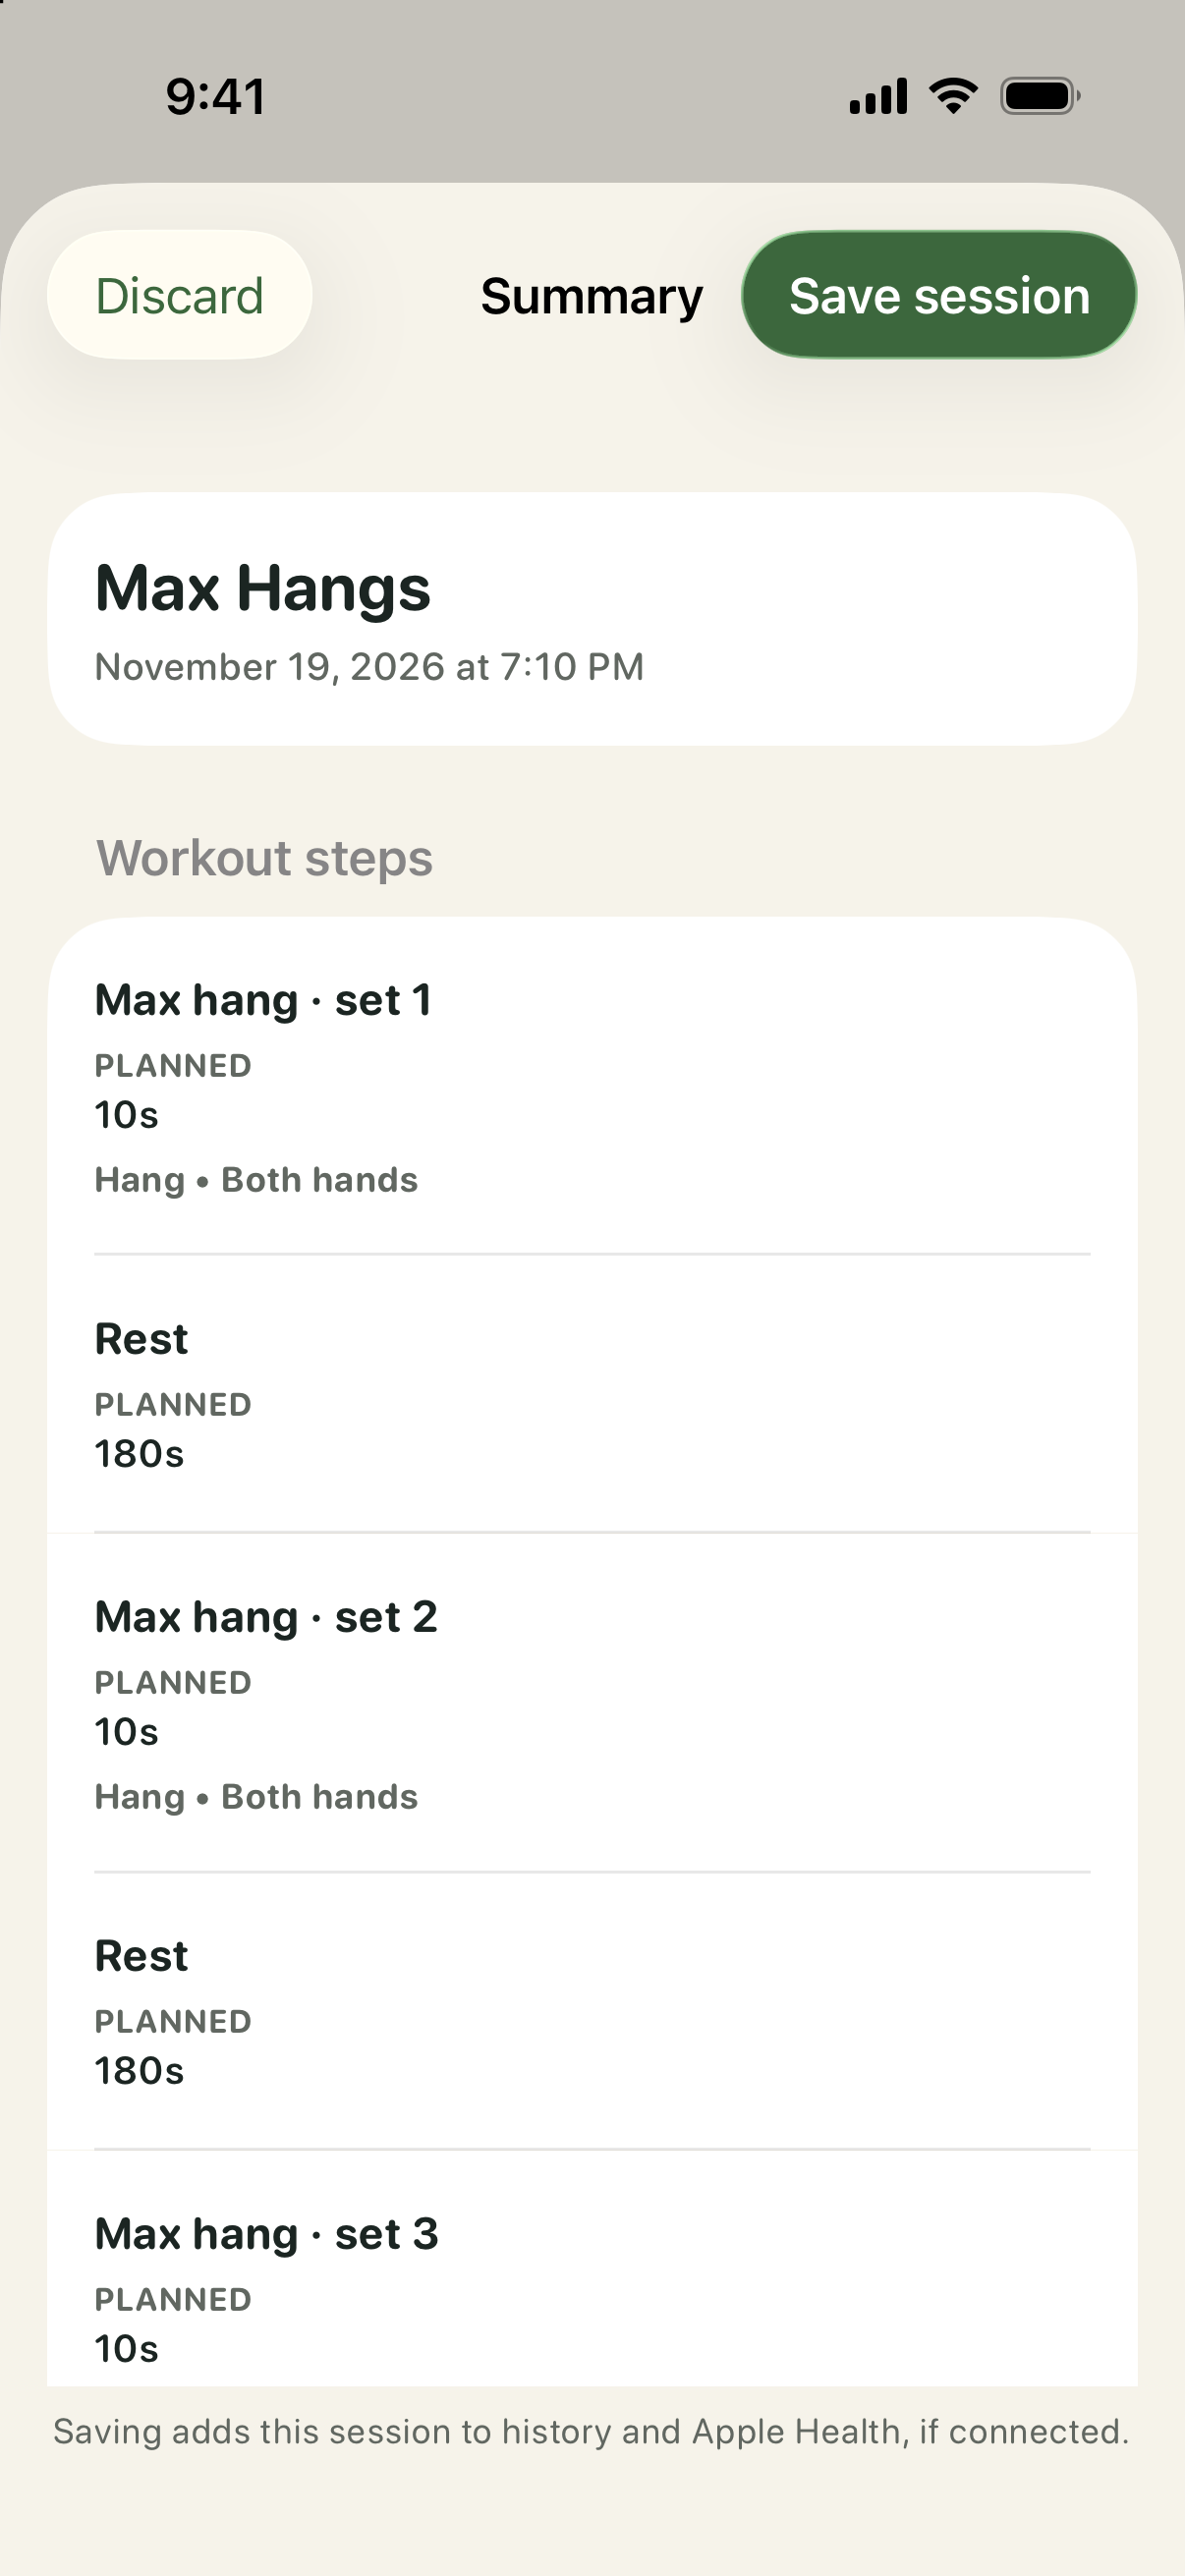 9:41
Discard
Summary
Save session
Max Hangs
November 19, 2026 at 7:10 PM
Workout steps
Max hang · set 1
PLANNED
10s
Hang • Both hands
Rest
PLANNED
180s
Max hang · set 2
PLANNED
10s
Hang • Both hands
Rest
PLANNED
180s
Max hang · set 3
PLANNED
10s
Saving adds this session to history and Apple Health, if connected.